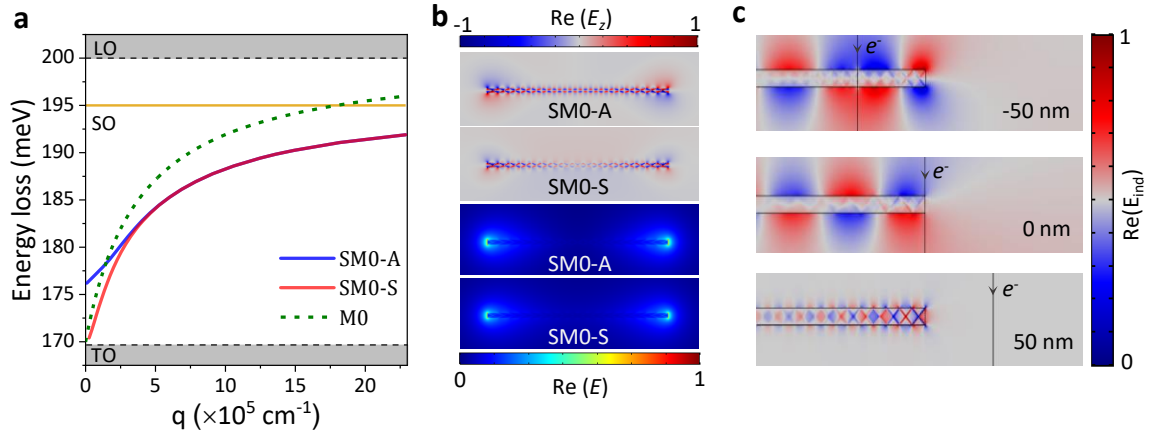 a
Energy loss (meV)
200
195
190
185
180
175
170
LO
SO
TO
SM0-A
SM0-S
M0
0
5
10
15
20
q (×10⁵ cm⁻¹)
b
Re (E_z)
-1
1
SM0-A
SM0-S
SM0-A
SM0-S
0
1
Re (E)
c
e⁻
-50 nm
e⁻
0 nm
e⁻
50 nm
1
Re(E_ind)
0